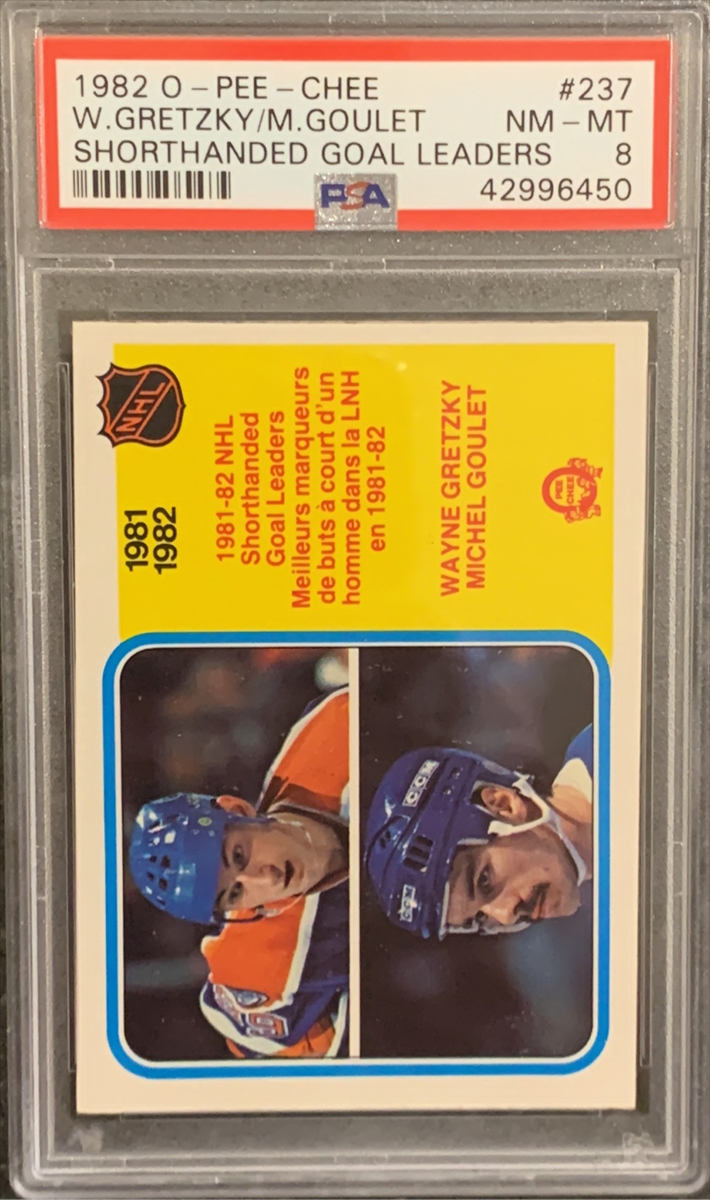 1982 O-PEE-CHEE #237
W.GRETZKY/M.GOULET NM-MT
SHORTHANDED GOAL LEADERS 8
PSA 42996450
NHL
1981
1982
1981-82 NHL
Shorthanded
Goal Leaders
Meilleurs marqueurs
de buts à court d'un
homme dans la LNH
en 1981-82
WAYNE GRETZKY
MICHEL GOULET
PEE
CHEE
CCM
CCM